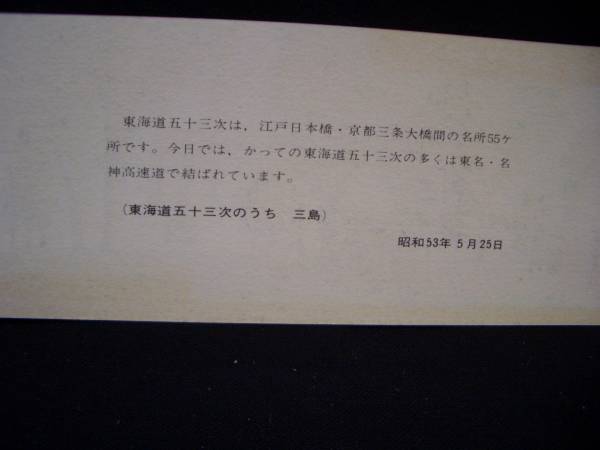 東海道五十三次は，江戸日本橋・京都三条大橋間の名所55ケ
所です。今日では，かっての東海道五十三次の多くは東名・名
神高速道で結ばれています。
（東海道五十三次のうち　三島）
昭和53年 5月25日